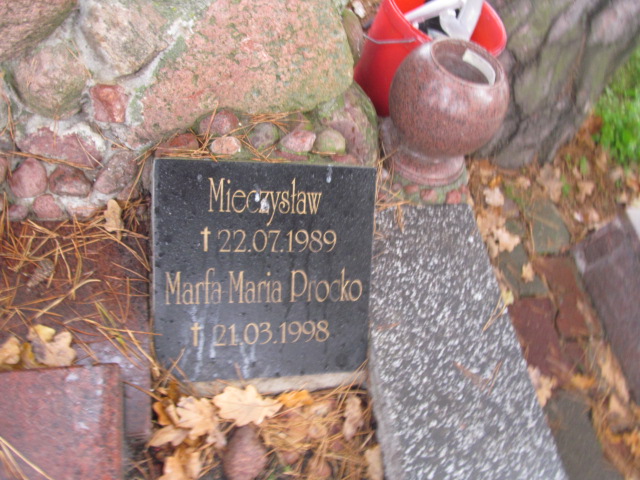 Mieczysław
† 22.07.1989
Marfa Maria Procko
† 21.03.1998